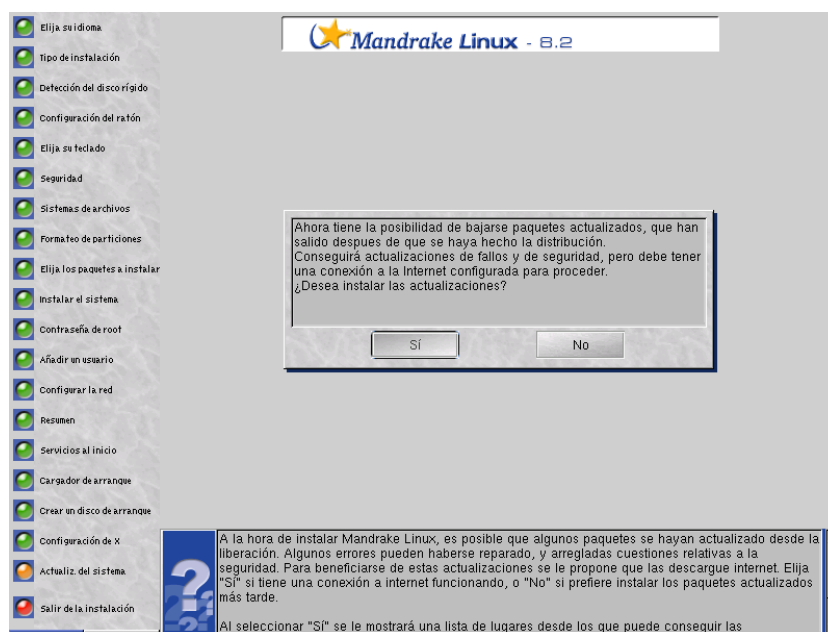 Elija su idioma
Tipo de instalación
Detección del disco rígido
Configuración del ratón
Elija su teclado
Seguridad
Sistemas de archivos
Formateo de particiones
Elija los paquetes a instalar
Instalar el sistema
Contraseña de root
Añadir un usuario
Configurar la red
Resumen
Servicios al inicio
Cargador de arranque
Crear un disco de arranque
Configuración de X
Actualiz. del sistema
Salir de la instalación
Mandrake Linux - 8.2
Ahora tiene la posibilidad de bajarse paquetes actualizados, que han
salido despues de que se haya hecho la distribución.
Conseguirá actualizaciones de fallos y de seguridad, pero debe tener
una conexión a la Internet configurada para proceder.
¿Desea instalar las actualizaciones?
Sí
No
A la hora de instalar Mandrake Linux, es posible que algunos paquetes se hayan actualizado desde la
liberación. Algunos errores pueden haberse reparado, y arregladas cuestiones relativas a la
seguridad. Para beneficiarse de estas actualizaciones se le propone que las descargue internet. Elija
"Sí" si tiene una conexión a internet funcionando, o "No" si prefiere instalar los paquetes actualizados
más tarde.
Al seleccionar "Sí" se le mostrará una lista de lugares desde los que puede conseguir las